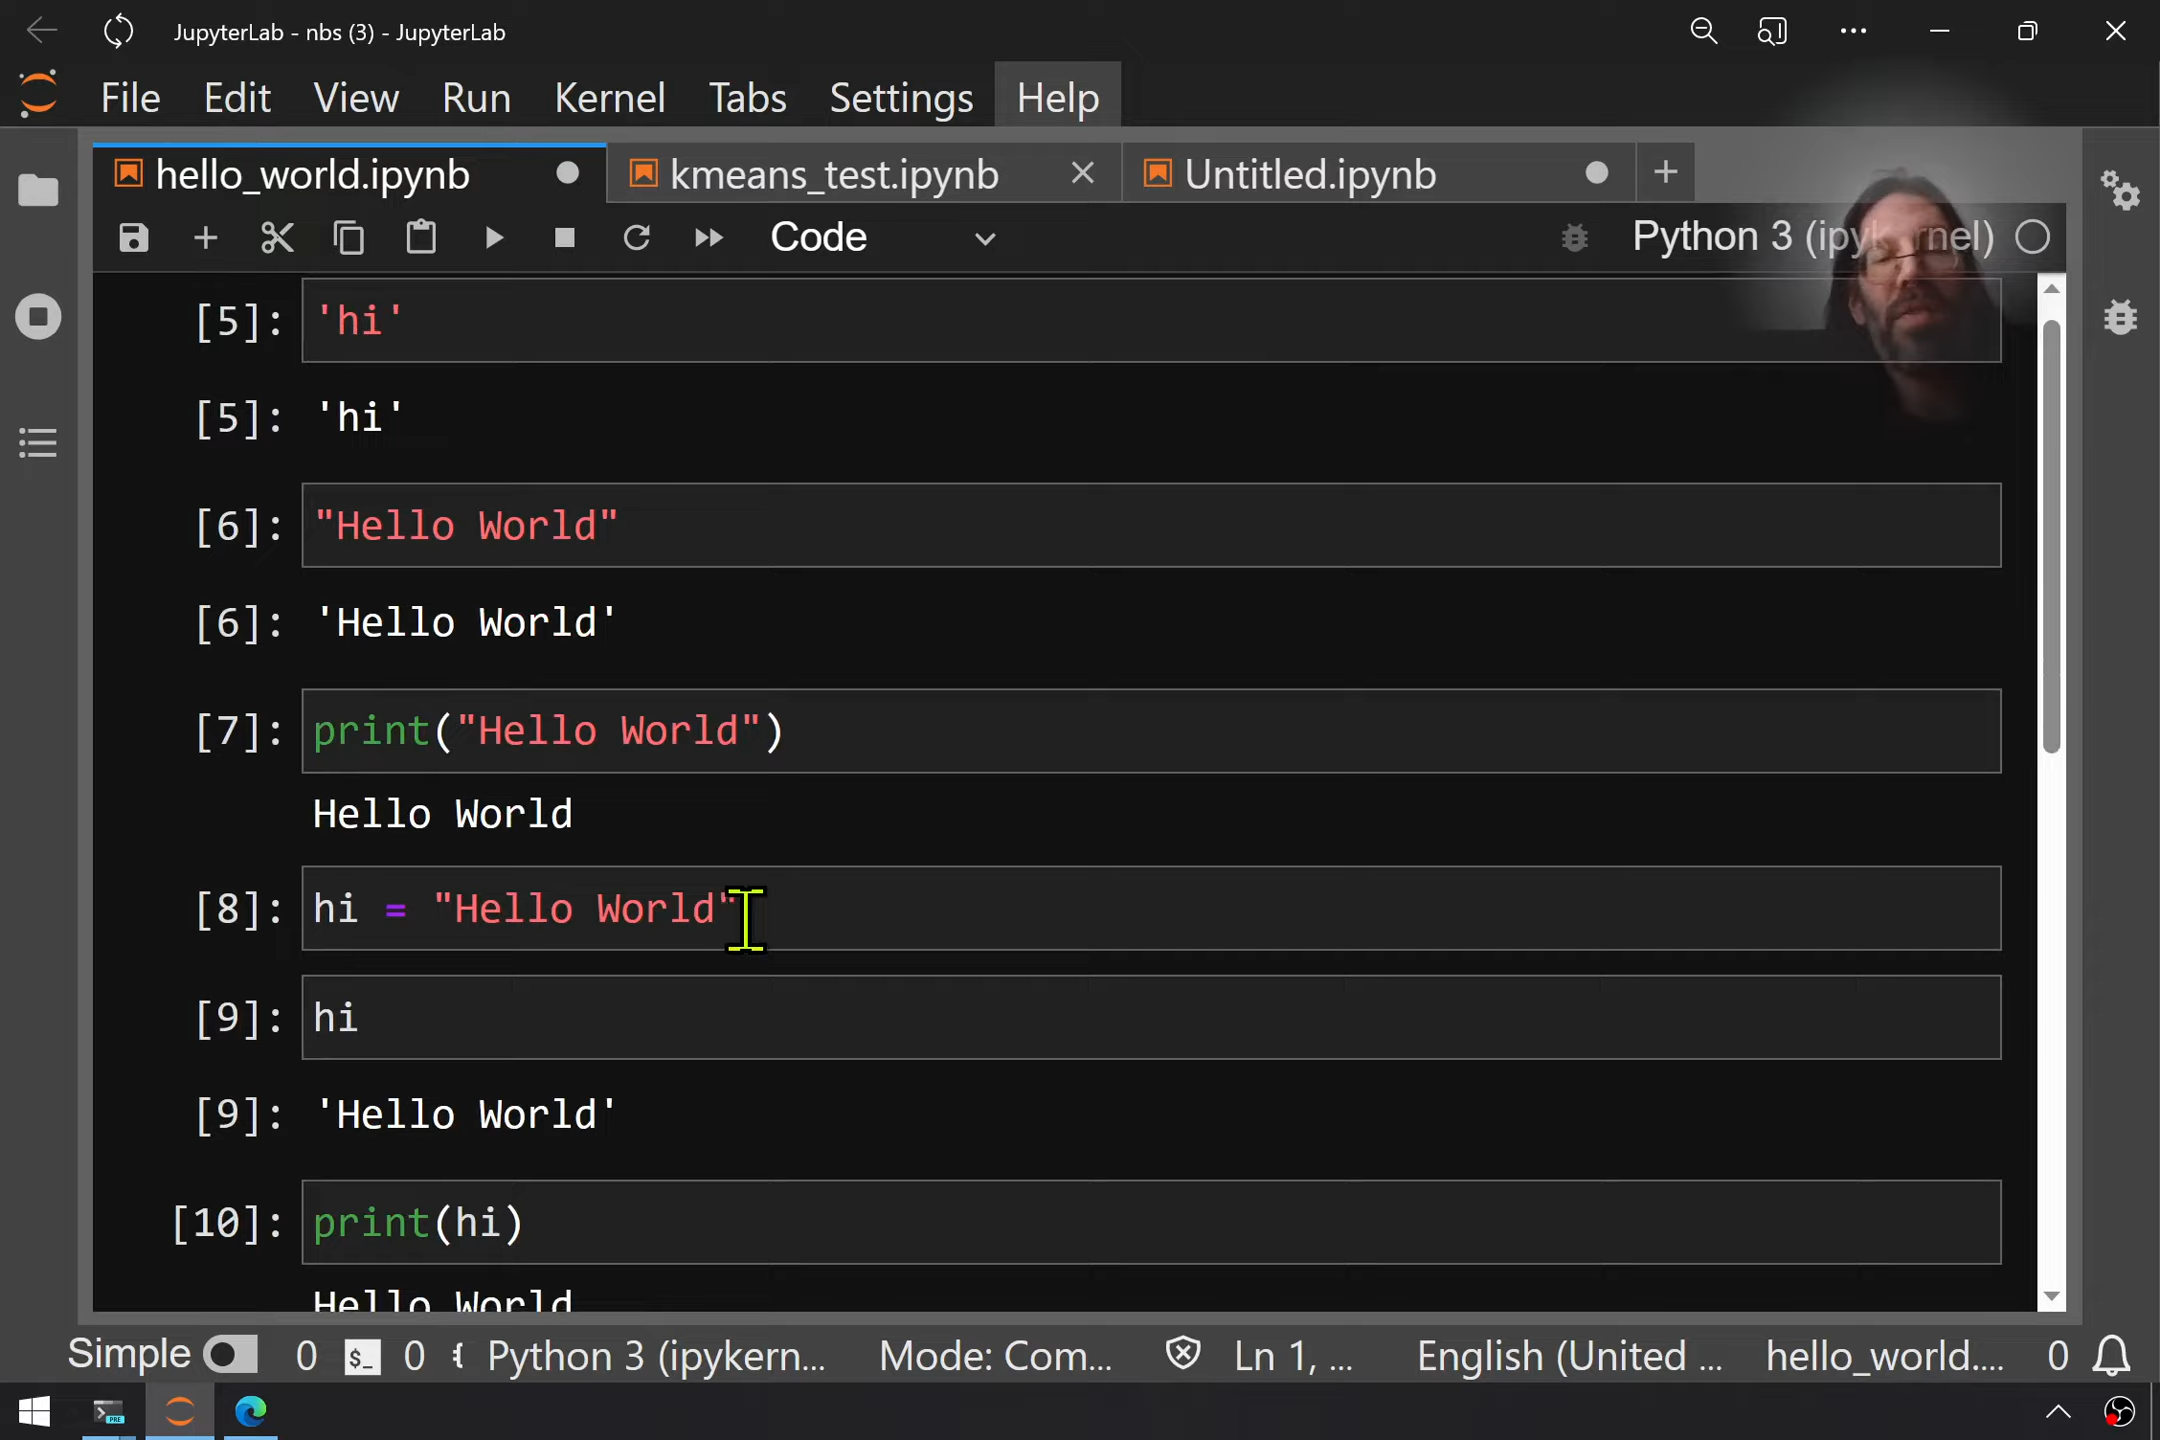 JupyterLab - nbs (3) - JupyterLab
File Edit View Run Kernel Tabs Settings Help
hello_world.ipynb kmeans_test.ipynb Untitled.ipynb
Code Python 3 (ipykernel)
[5]: 'hi'
[5]: 'hi'
[6]: "Hello World"
[6]: 'Hello World'
[7]: print("Hello World")
Hello World
[8]: hi = "Hello World"
[9]: hi
[9]: 'Hello World'
[10]: print(hi)
Hello World
Simple 0 $_ 0 Python 3 (ipykern... Mode: Com... Ln 1, ... English (United ... hello_world.... 0
PRE